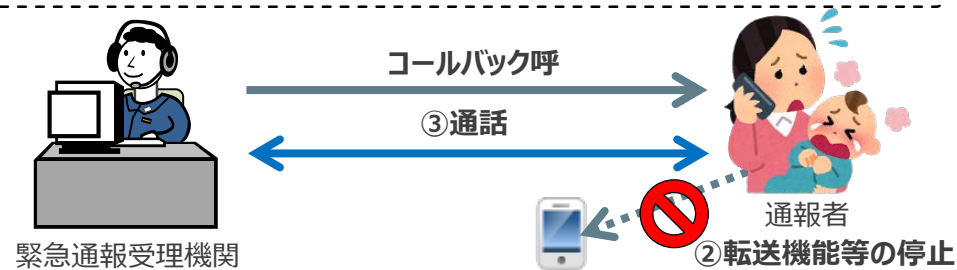 コールバック呼
③通話
通報者
緊急通報受理機関
②転送機能等の停止